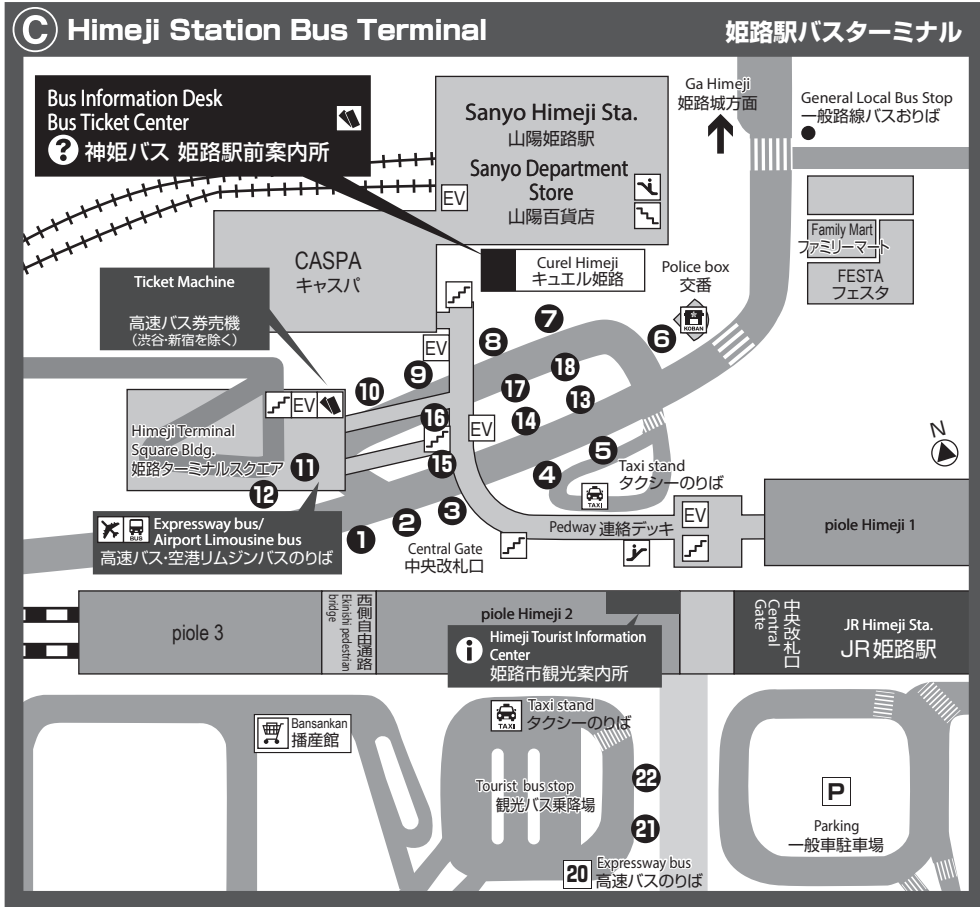 C Himeji Station Bus Terminal
姫路駅バスターミナル
Bus Information Desk
Bus Ticket Center
? 神姫バス 姫路駅前案内所
Sanyo Himeji Sta.
山陽姫路駅
Sanyo Department
Store
山陽百貨店
EV
Ga Himeji
姫路城方面
General Local Bus Stop
一般路線バスおりば
Family Mart
ファミリーマート
FESTA
フェスタ
CASPA
キャスパ
Curel Himeji
キュエル姫路
Police box
交番
KOBAN
Ticket Machine
高速バス券売機
(渋谷・新宿を除く)
EV
7
8
6
9
18
10
17
13
16
14
EV
EV
Himeji Terminal
Square Bldg.
姫路ターミナルスクエア
11
12
15
4
5
Taxi stand
タクシーのりば
TAXI
N
BUS
Expressway bus/
Airport Limousine bus
高速バス・空港リムジンバスのりば
1
2
3
Central Gate
中央改札口
Pedway 連絡デッキ
EV
piole Himeji 1
piole 3
西側自由通路
Ekinishi pedestrian
bridge
piole Himeji 2
i Himeji Tourist Information
Center
姫路市観光案内所
中央改札口
Central
Gate
JR Himeji Sta.
JR姫路駅
Bansankan
播産館
TAXI
Taxi stand
タクシーのりば
Tourist bus stop
観光バス乗降場
22
21
20
Expressway bus
高速バスのりば
P
Parking
一般車駐車場